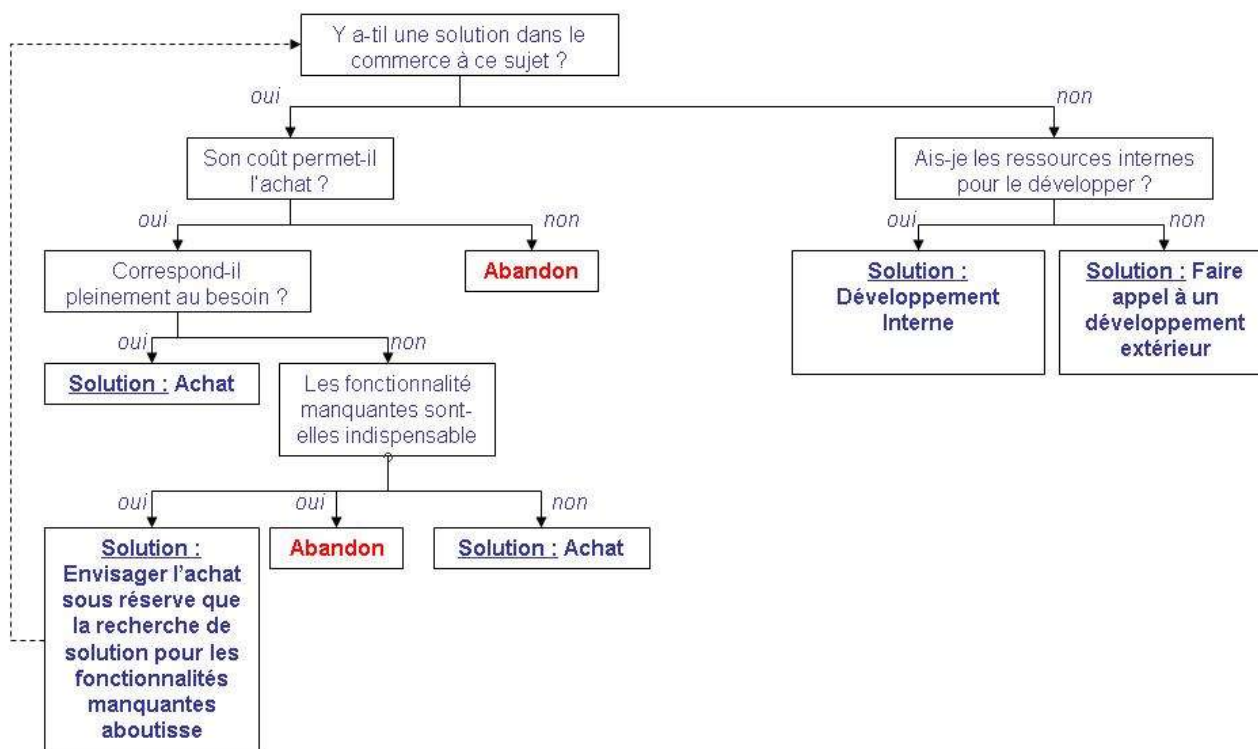 Y a-til une solution dans le
commerce à ce sujet ?
oui
non
Son coût permet-il
l'achat ?
Ais-je les ressources internes
pour le développer ?
oui
non
oui
non
Correspond-il
pleinement au besoin ?
Abandon
Solution :
Développement
Interne
Solution : Faire
appel à un
développement
extérieur
oui
non
Solution : Achat
Les fonctionnalité
manquantes sont-
elles indispensable
oui
oui
non
Solution :
Envisager l'achat
sous réserve que
la recherche de
solution pour les
fonctionnalités
manquantes
aboutisse
Abandon
Solution : Achat